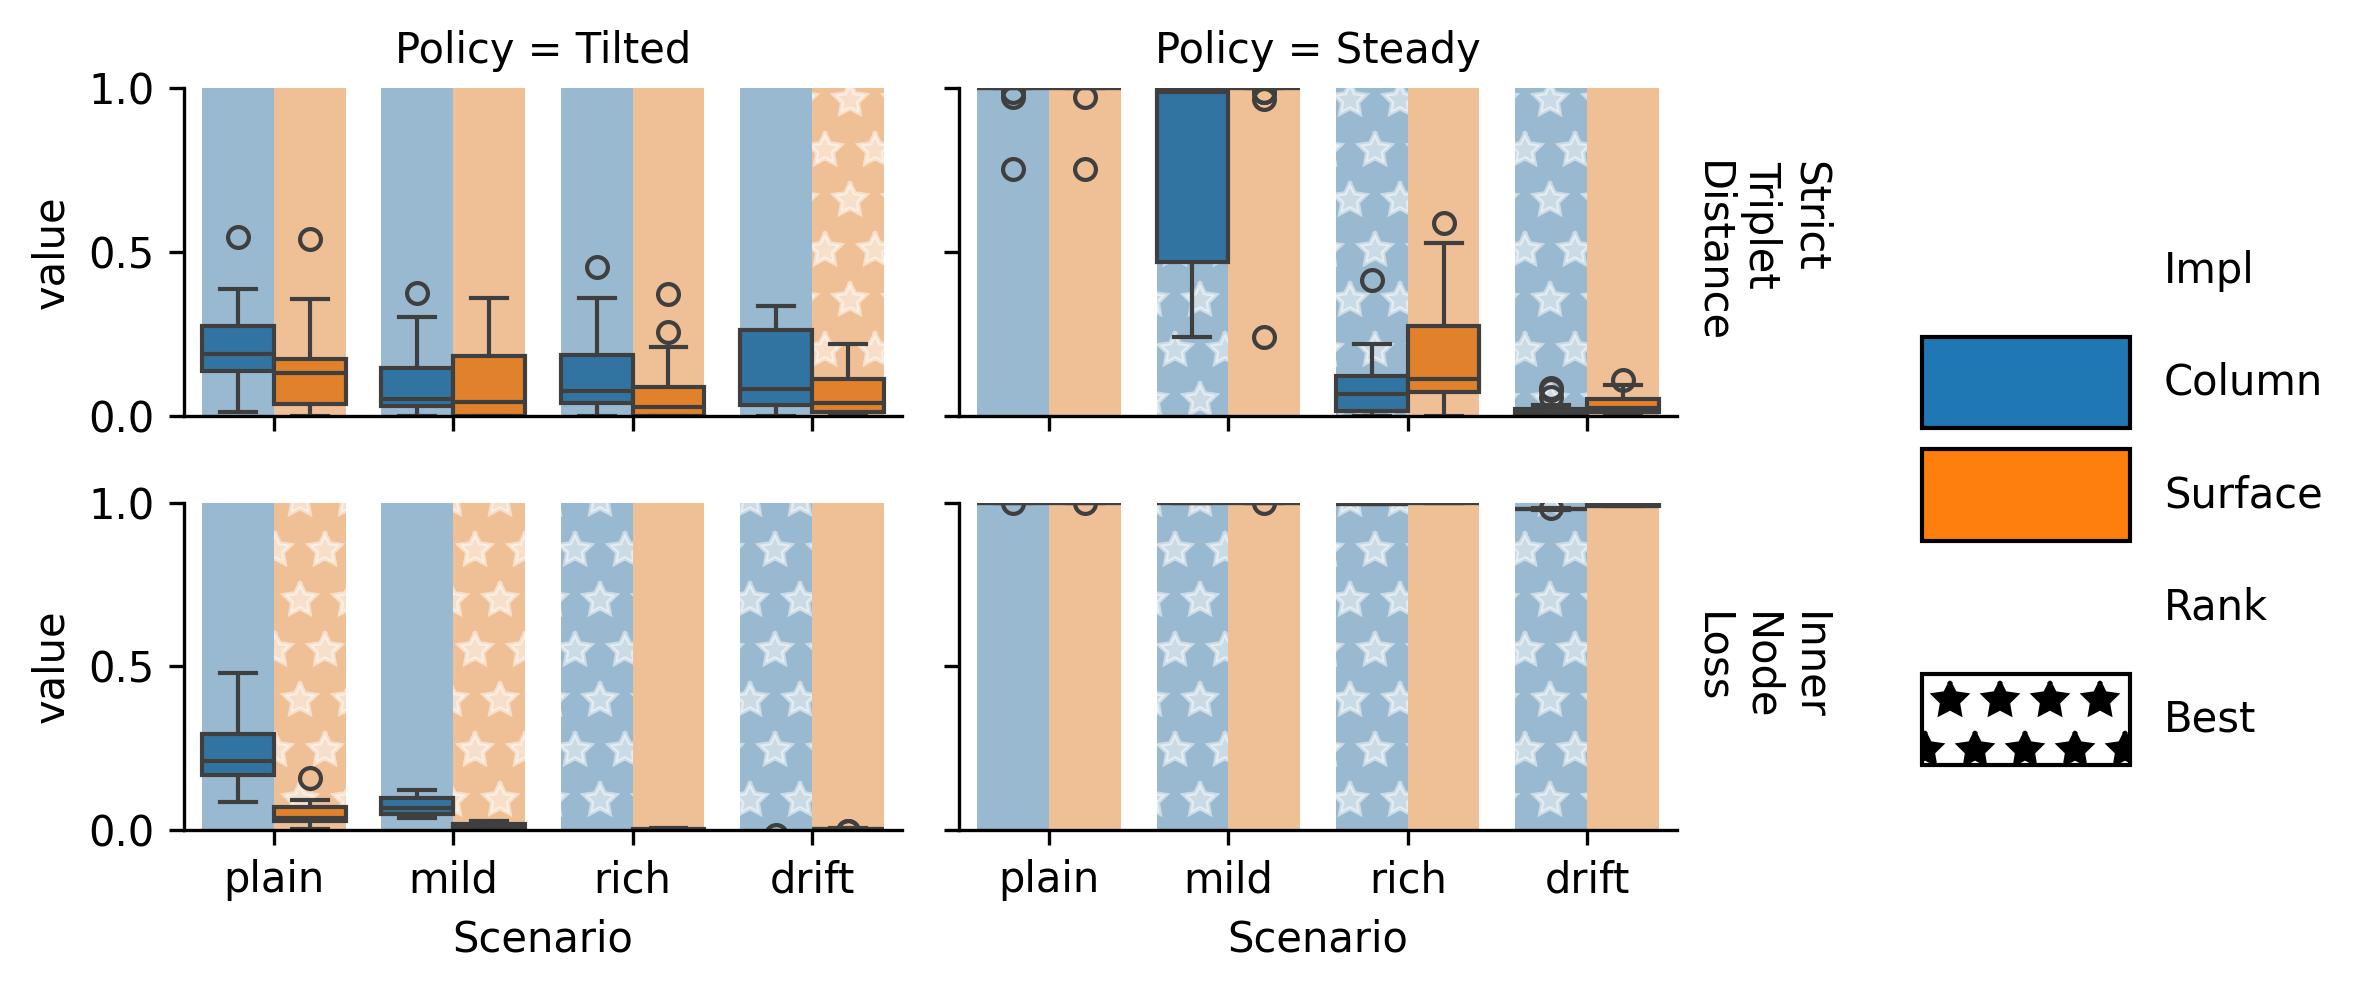 Policy = Tilted
Policy = Steady
1.0
0.5
0.0
value
Strict
Triplet
Distance
1.0
0.5
0.0
value
Inner
Node
Loss
plain
mild
rich
drift
plain
mild
rich
drift
Scenario
Scenario
Impl
Column
Surface
Rank
Best